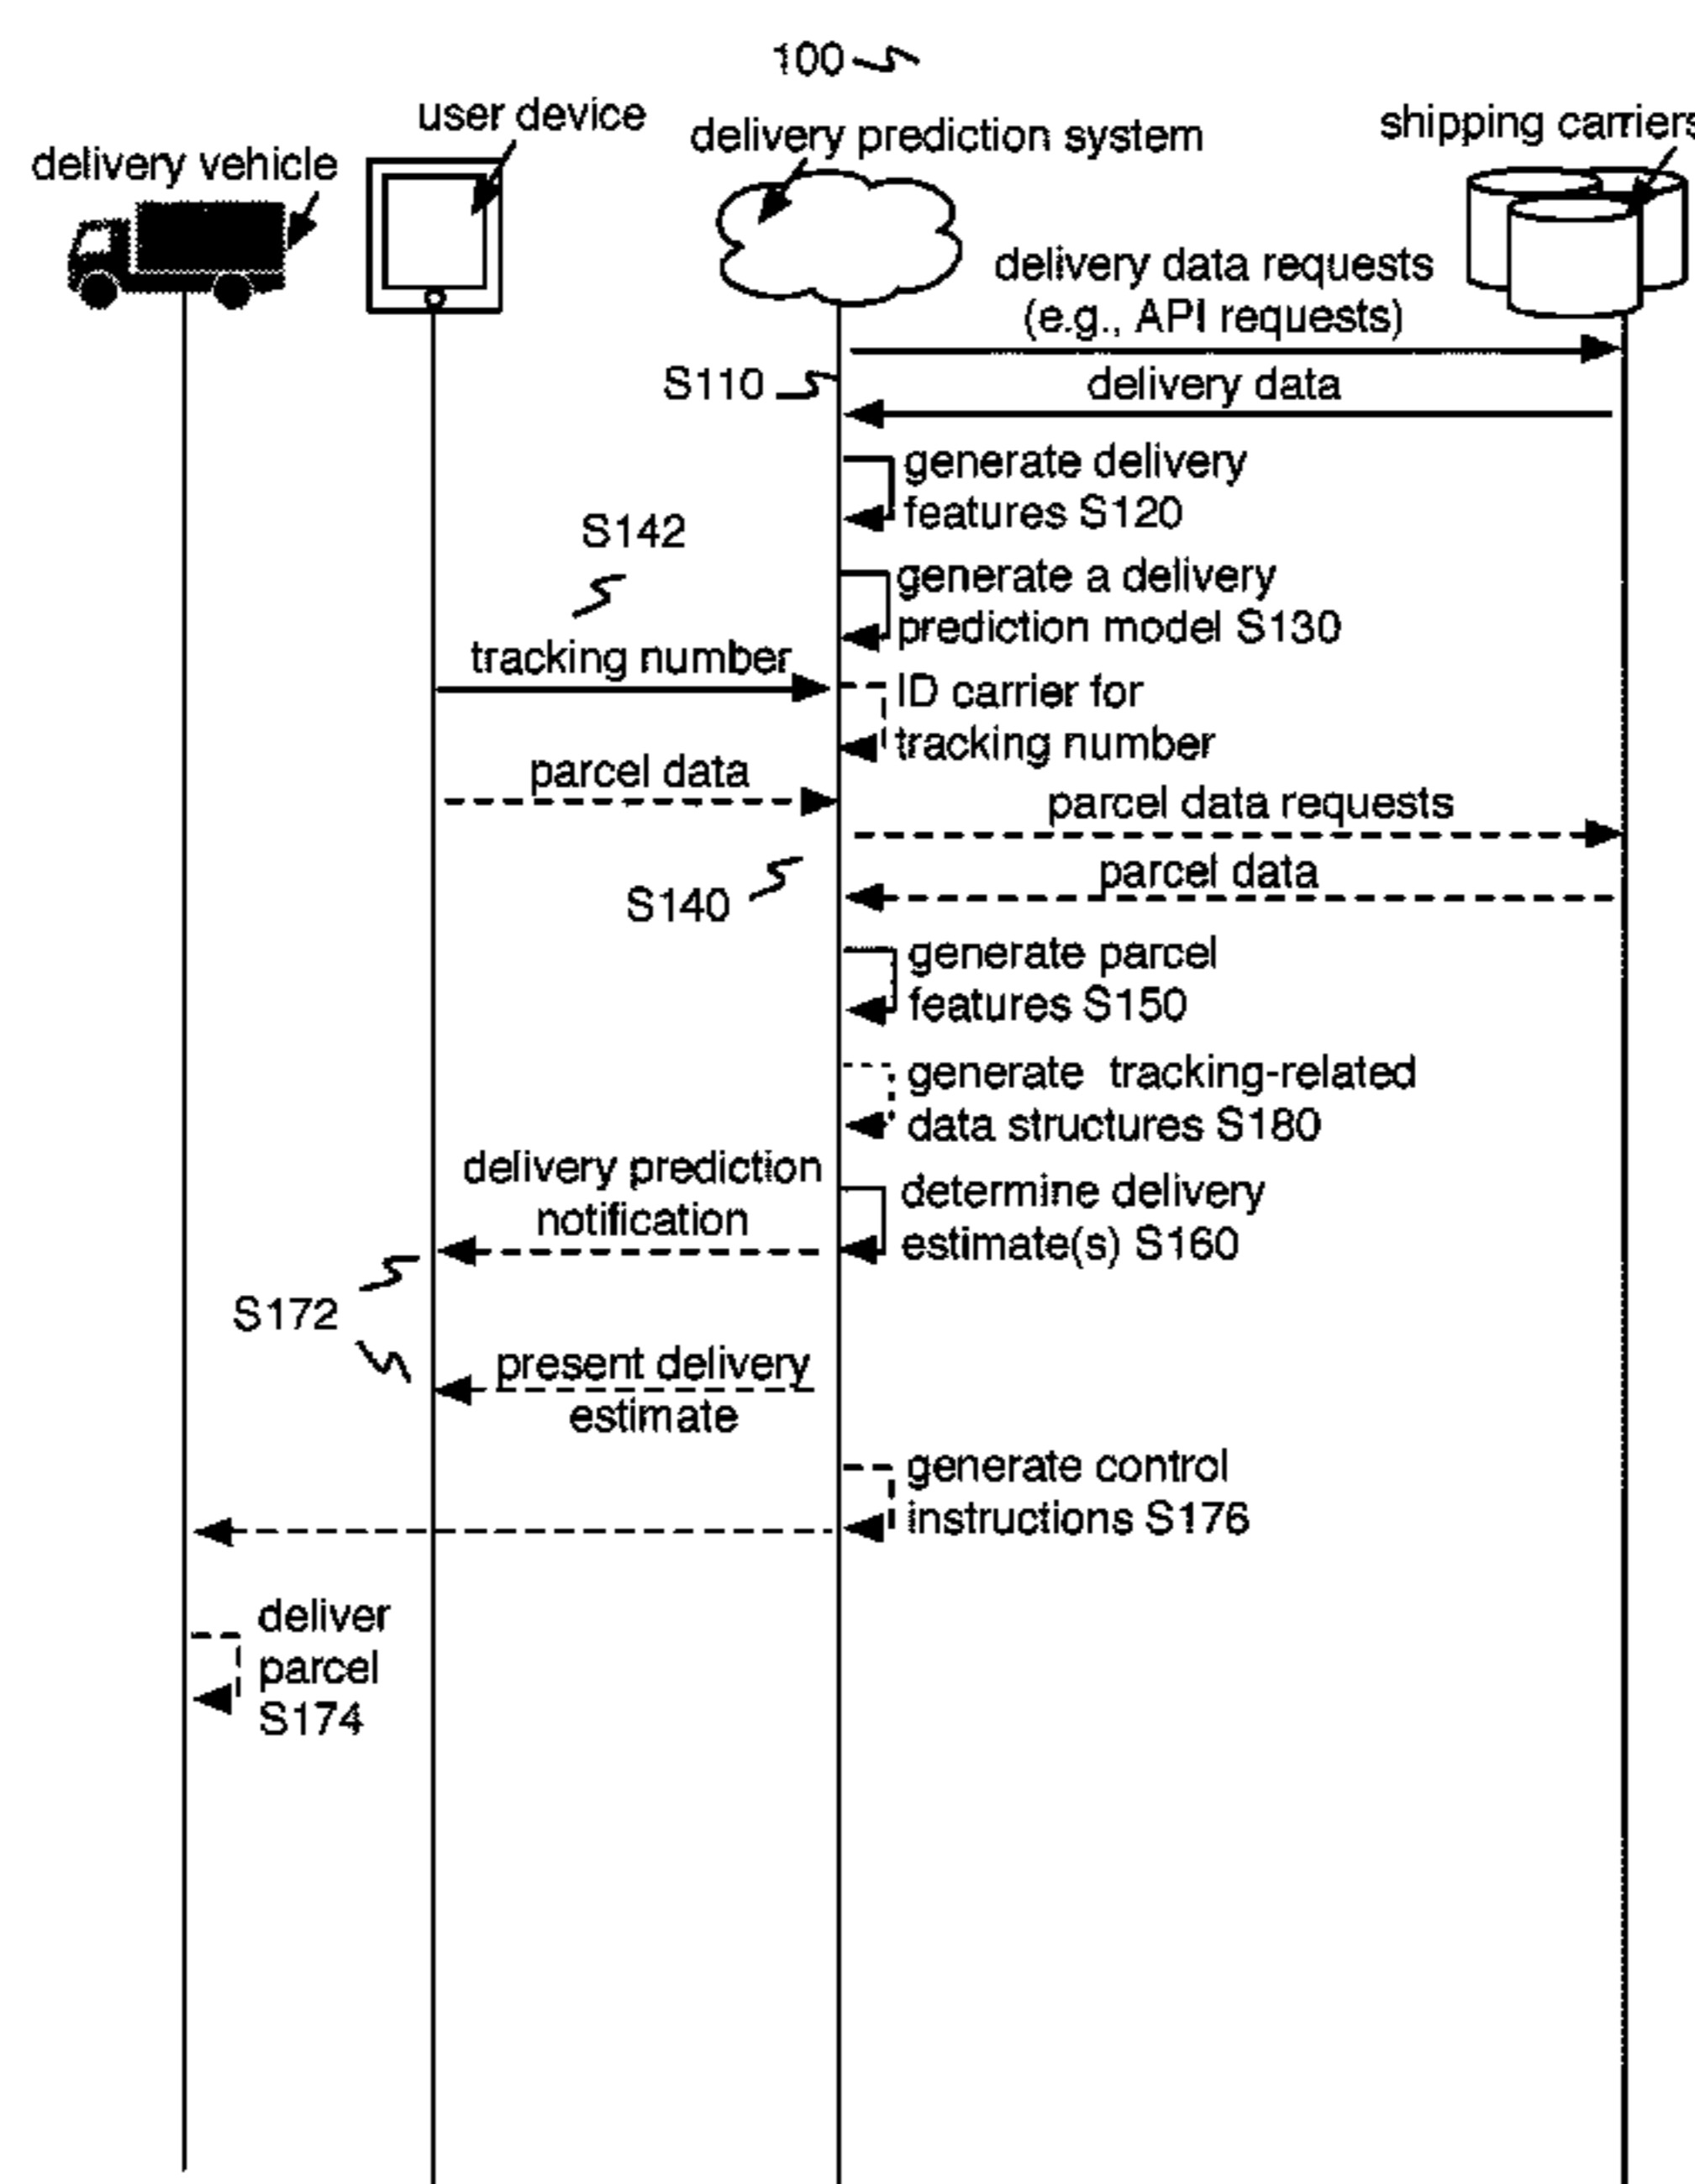 100
user device
delivery prediction system
shipping carriers
delivery vehicle
delivery data requests
(e.g., API requests)
S110
delivery data
generate delivery
features S120
S142
generate a delivery
prediction model S130
tracking number
ID carrier for
tracking number
parcel data
parcel data requests
S140
parcel data
generate parcel
features S150
generate tracking-related
data structures S180
delivery prediction
notification
determine delivery
estimate(s) S160
S172
present delivery
estimate
generate control
instructions S176
deliver
parcel
S174